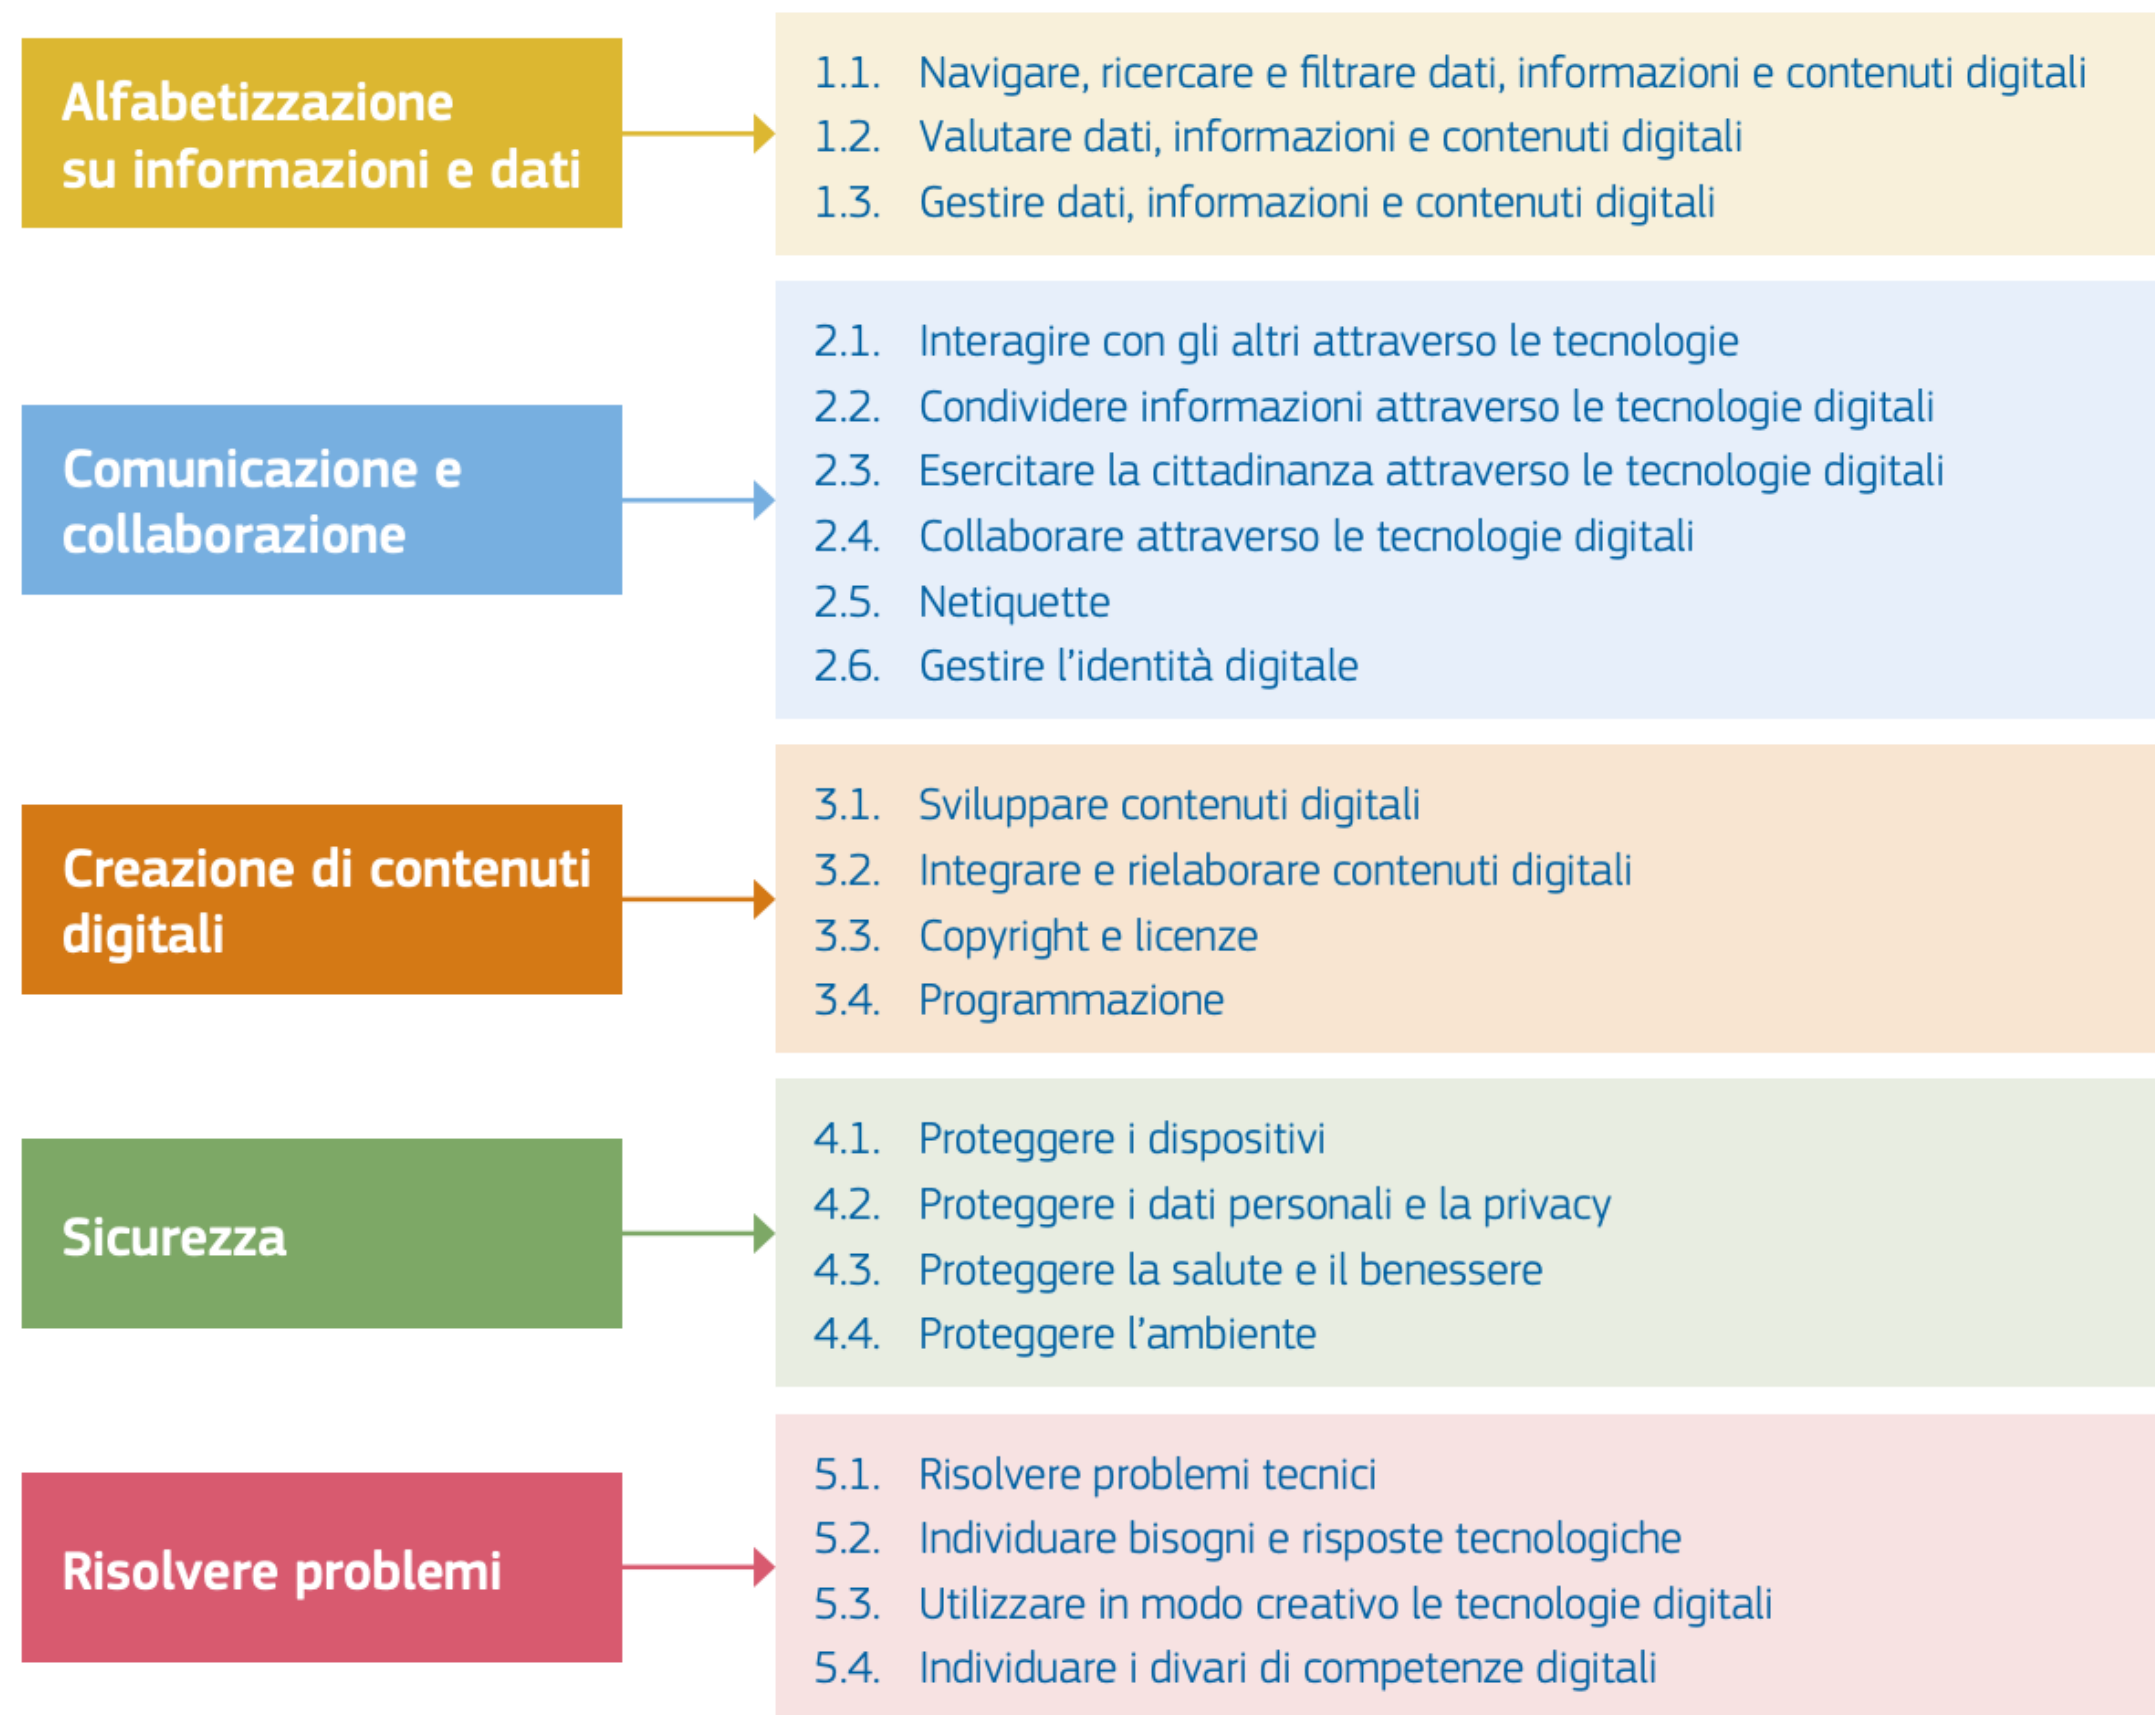 Alfabetizzazione
su informazioni e dati
1.1. Navigare, ricercare e filtrare dati, informazioni e contenuti digitali
1.2. Valutare dati, informazioni e contenuti digitali
1.3. Gestire dati, informazioni e contenuti digitali
Comunicazione e
collaborazione
2.1. Interagire con gli altri attraverso le tecnologie
2.2. Condividere informazioni attraverso le tecnologie digitali
2.3. Esercitare la cittadinanza attraverso le tecnologie digitali
2.4. Collaborare attraverso le tecnologie digitali
2.5. Netiquette
2.6. Gestire l’identità digitale
Creazione di contenuti
digitali
3.1. Sviluppare contenuti digitali
3.2. Integrare e rielaborare contenuti digitali
3.3. Copyright e licenze
3.4. Programmazione
Sicurezza
4.1. Proteggere i dispositivi
4.2. Proteggere i dati personali e la privacy
4.3. Proteggere la salute e il benessere
4.4. Proteggere l’ambiente
Risolvere problemi
5.1. Risolvere problemi tecnici
5.2. Individuare bisogni e risposte tecnologiche
5.3. Utilizzare in modo creativo le tecnologie digitali
5.4. Individuare i divari di competenze digitali